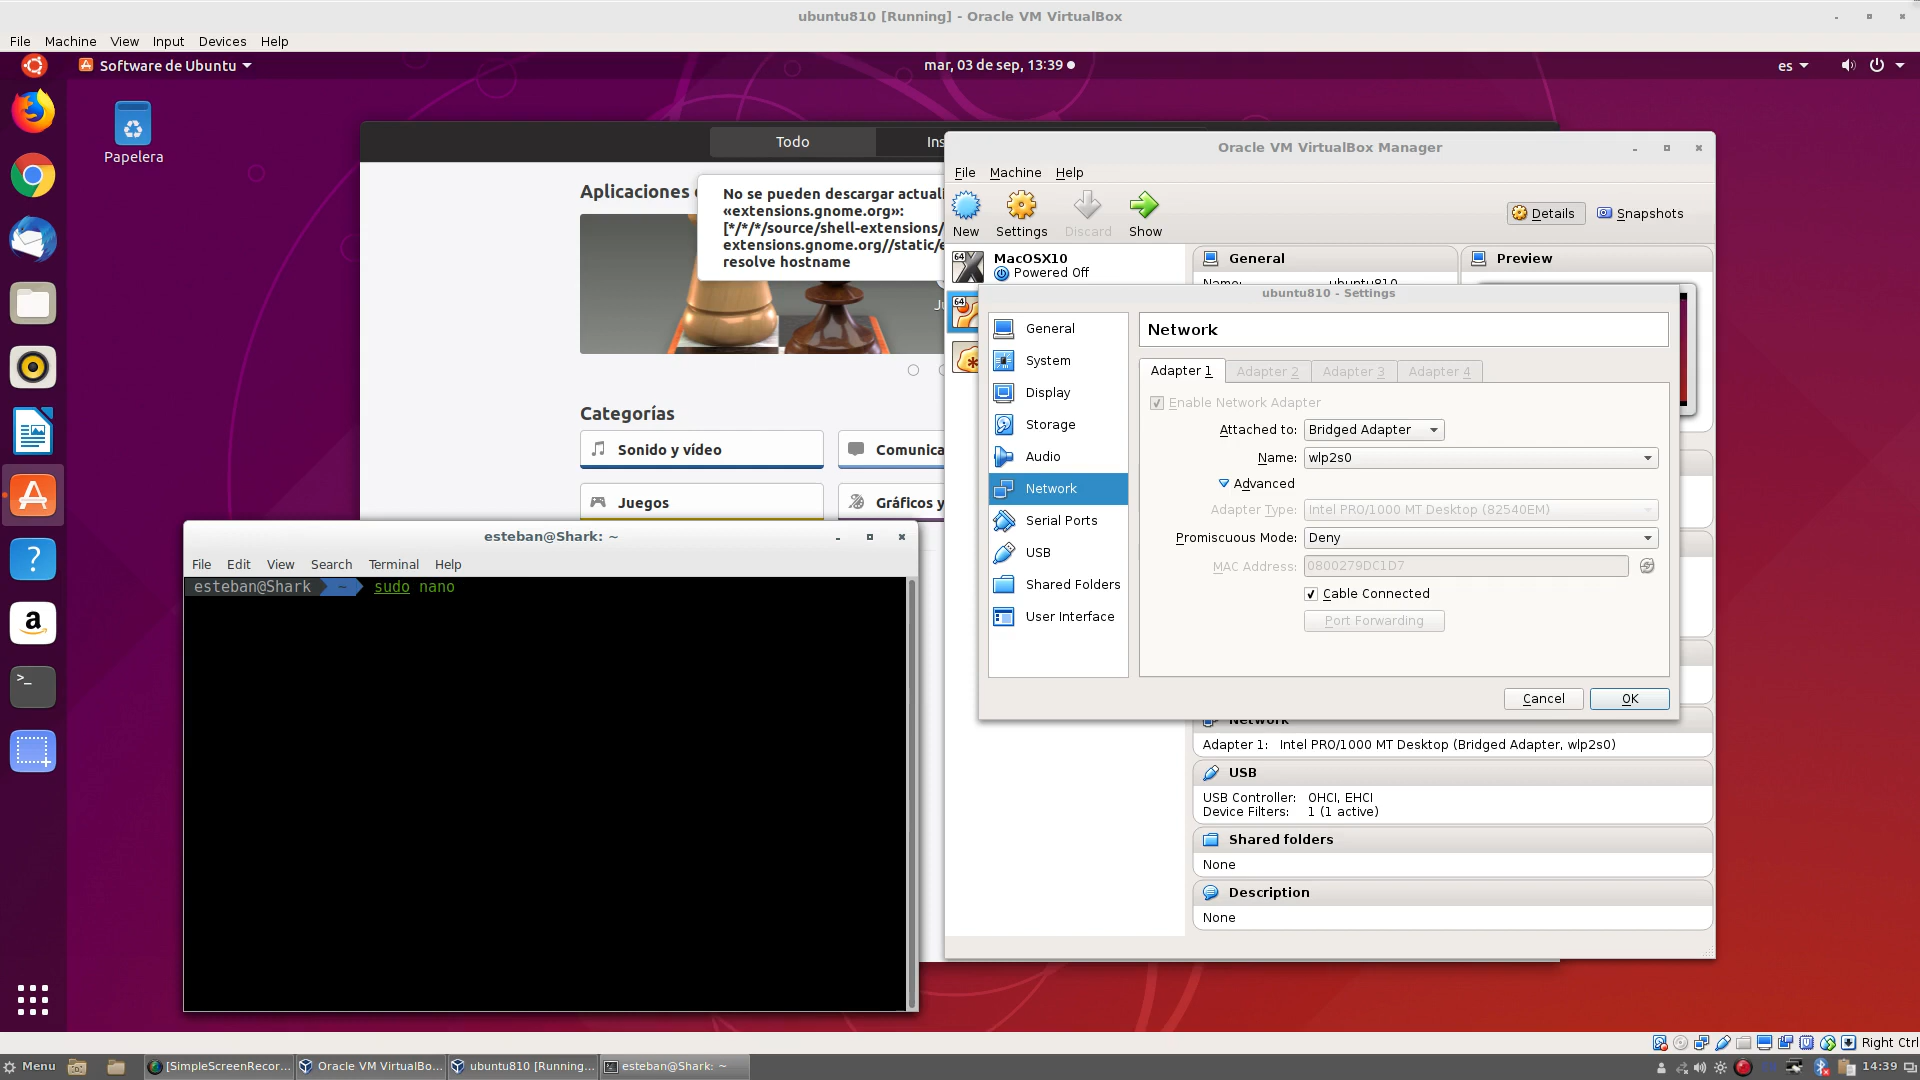 ubuntu810 [Running] - Oracle VM VirtualBox
File Machine View Input Devices Help
Software de Ubuntu
mar, 03 de sep, 13:39
es
Papelera
Todo
Ins
Aplicaciones
No se pueden descargar actuali
«extensions.gnome.org»:
[*/*/*/source/shell-extensions/
extensions.gnome.org//static/e
resolve hostname
Categorías
Sonido y vídeo
Comunica
Juegos
Gráficos y
Oracle VM VirtualBox Manager
File Machine Help
New Settings Discard Show
Details Snapshots
64
MacOSX10
Powered Off
64
General
Preview
Name: ubuntu810
ubuntu810 - Settings
General
System
Display
Storage
Audio
Network
Serial Ports
USB
Shared Folders
User Interface
Network
Adapter 1 Adapter 2 Adapter 3 Adapter 4
Enable Network Adapter
Attached to: Bridged Adapter
Name: wlp2s0
Advanced
Adapter Type: Intel PRO/1000 MT Desktop (82540EM)
Promiscuous Mode: Deny
MAC Address: 0800279DC1D7
Cable Connected
Port Forwarding
Cancel OK
Network
Adapter 1: Intel PRO/1000 MT Desktop (Bridged Adapter, wlp2s0)
USB
USB Controller: OHCI, EHCI
Device Filters: 1 (1 active)
Shared folders
None
Description
None
esteban@Shark: ~
File Edit View Search Terminal Help
esteban@Shark ~ sudo nano
Right Ctrl
Menu
[SimpleScreenRecor...
Oracle VM VirtualBo...
ubuntu810 [Running...
esteban@Shark: ~
14:39